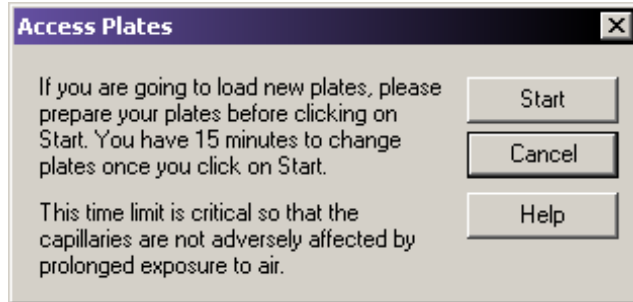 Access Plates
If you are going to load new plates, please
prepare your plates before clicking on
Start. You have 15 minutes to change
plates once you click on Start.
This time limit is critical so that the
capillaries are not adversely affected by
prolonged exposure to air.
Start
Cancel
Help